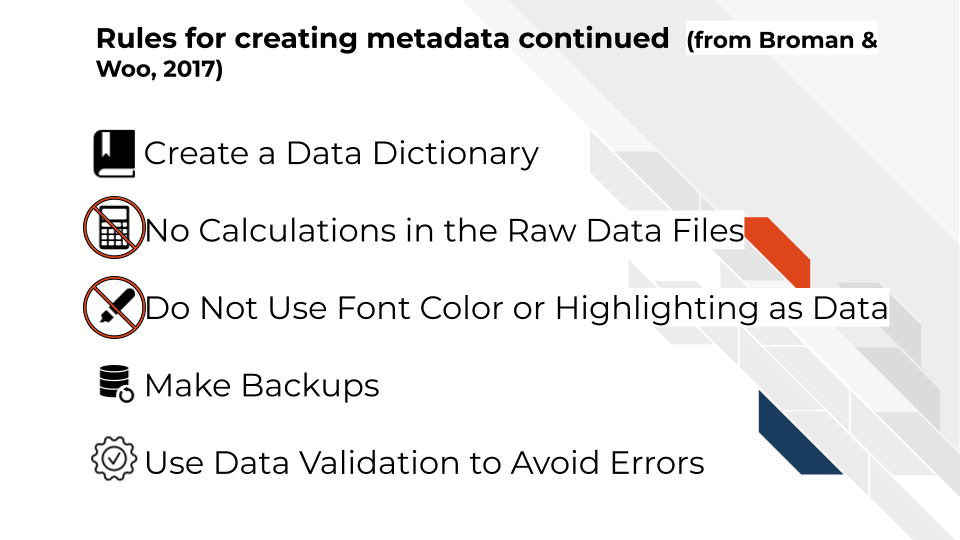 Rules for creating metadata continued (from Broman &
Woo, 2017)
Create a Data Dictionary
No Calculations in the Raw Data Files
Do Not Use Font Color or Highlighting as Data
Make Backups
Use Data Validation to Avoid Errors